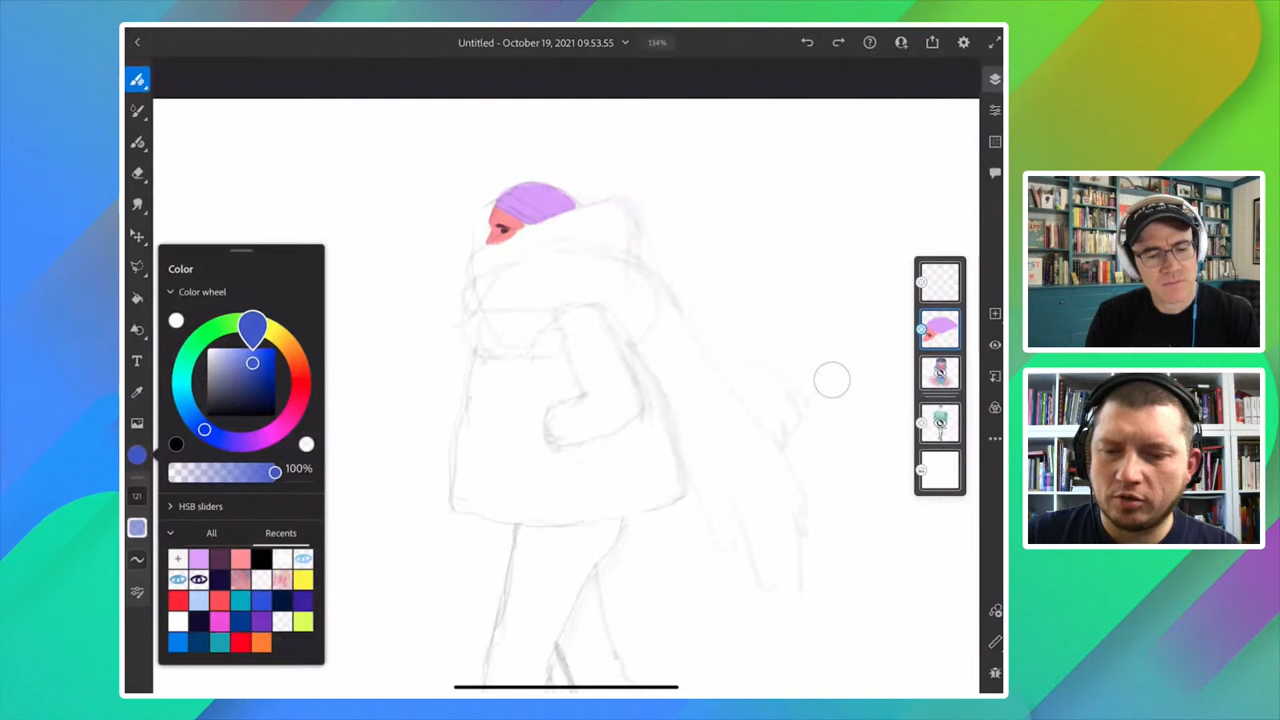 Untitled - October 19, 2021 09.53.55
134%
Color
Color wheel
100%
HSB sliders
All
Recents
121
T